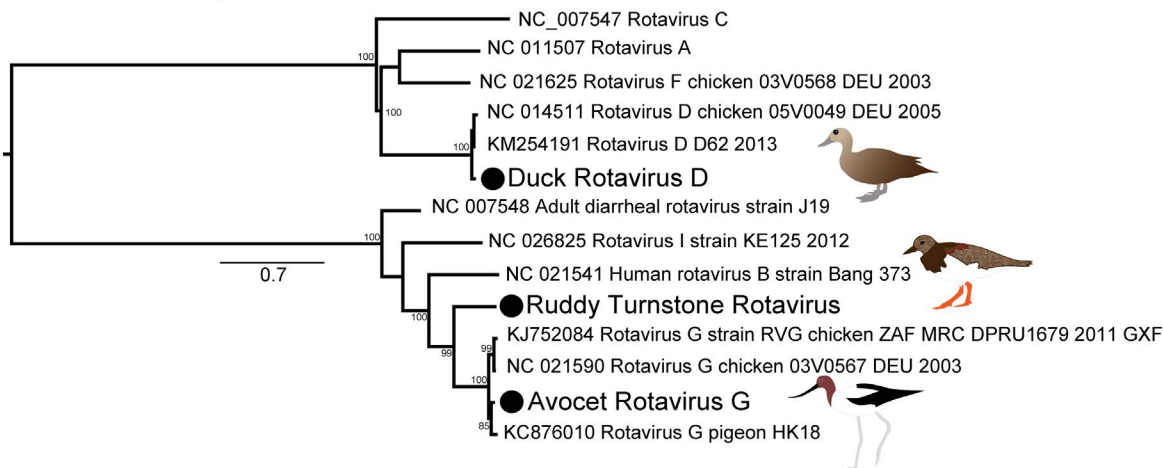 NC_007547 Rotavirus C
100
NC 011507 Rotavirus A
NC 021625 Rotavirus F chicken 03V0568 DEU 2003
100
NC 014511 Rotavirus D chicken 05V0049 DEU 2005
100
KM254191 Rotavirus D D62 2013
Duck Rotavirus D
NC 007548 Adult diarrheal rotavirus strain J19
100
NC 026825 Rotavirus I strain KE125 2012
0.7
NC 021541 Human rotavirus B strain Bang 373
100
Ruddy Turnstone Rotavirus
KJ752084 Rotavirus G strain RVG chicken ZAF MRC DPRU1679 2011 GXF
99
99
NC 021590 Rotavirus G chicken 03V0567 DEU 2003
100
Avocet Rotavirus G
85
KC876010 Rotavirus G pigeon HK18